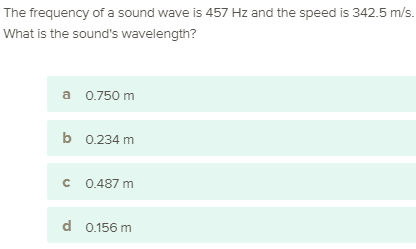 The frequency of a sound wave is 457 Hz and the speed is 342.5 m/s.
What is the sound's wavelength?
a 0.750 m
b 0.234 m
c 0.487 m
d 0.156 m